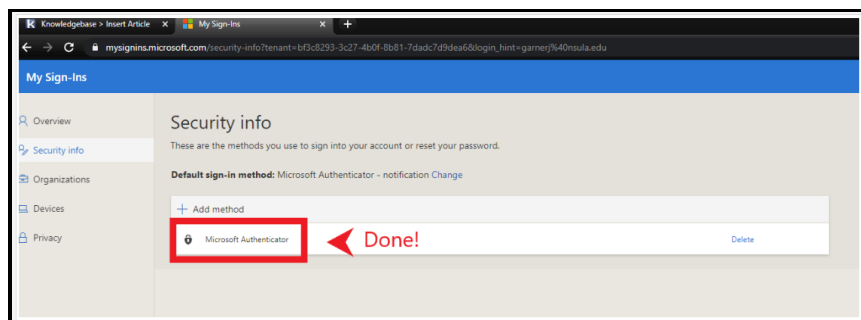 Knowledgebase > Insert Article
My Sign-Ins
mysignins.microsoft.com/security-info?tenant=bf3c8293-3c27-4b0f-8b81-7dadc7d9dea6&login_hint=garnerj%40nsula.edu
My Sign-Ins
Overview
Security info
Organizations
Devices
Privacy
Security info
These are the methods you use to sign into your account or reset your password.
Default sign-in method: Microsoft Authenticator - notification Change
+ Add method
Microsoft Authenticator
Done!
Delete